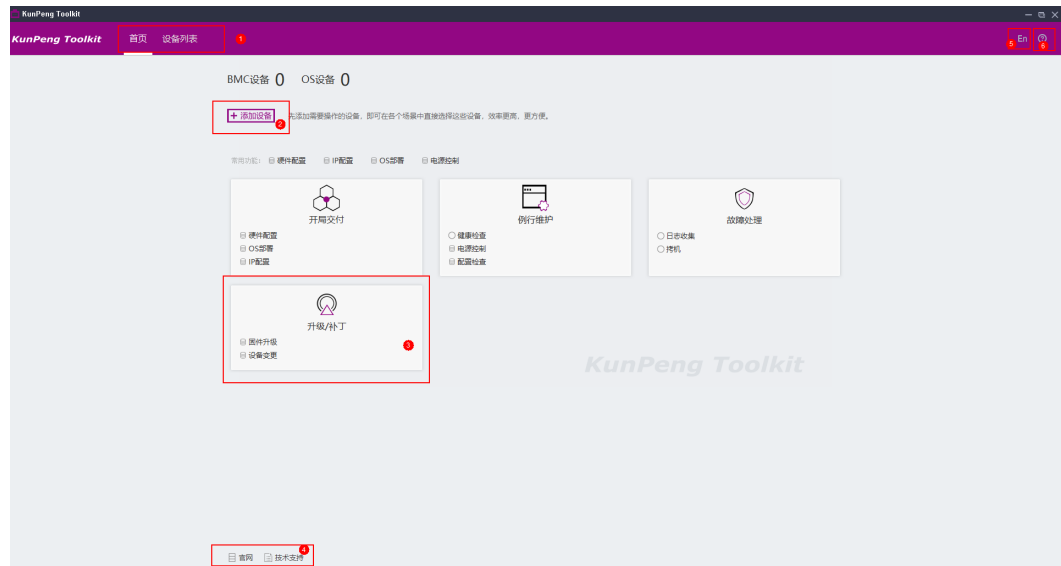 KunPeng Toolkit
KunPeng Toolkit 首页 设备列表 1 5 En 6
BMC设备 0 OS设备 0
+ 添加设备 2 先添加需要操作的设备，即可在各个场景中直接选择这些设备，效率更高、更方便。
常用功能： 硬件配置 IP配置 OS部署 电源控制
开局交付
硬件配置
OS部署
IP配置
例行维护
健康检查
电源控制
配置检查
故障处理
日志收集
拷机
升级/补丁
固件升级
设备变更
3
KunPeng Toolkit
官网 技术支持 4